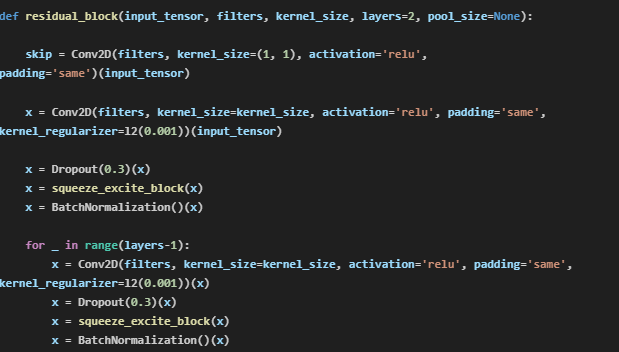 def residual_block(input_tensor, filters, kernel_size, layers=2, pool_size=None):
skip = Conv2D(filters, kernel_size=(1, 1), activation='relu',
padding='same')(input_tensor)
x = Conv2D(filters, kernel_size=kernel_size, activation='relu', padding='same',
kernel_regularizer=l2(0.001))(input_tensor)
x = Dropout(0.3)(x)
x = squeeze_excite_block(x)
x = BatchNormalization()(x)
for _ in range(layers-1):
x = Conv2D(filters, kernel_size=kernel_size, activation='relu', padding='same',
kernel_regularizer=l2(0.001))(x)
x = Dropout(0.3)(x)
x = squeeze_excite_block(x)
x = BatchNormalization()(x)